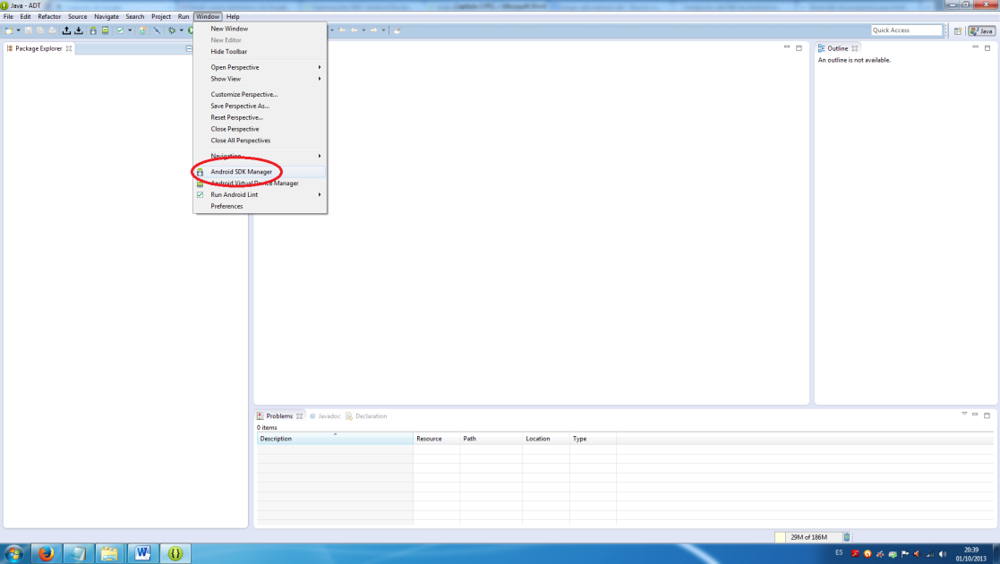 Java - ADT
File Edit Refactor Source Navigate Search Project Run Window Help
Quick Access
Java
Package Explorer
New Window
New Editor
Hide Toolbar
Open Perspective
Show View
Customize Perspective...
Save Perspective As...
Reset Perspective...
Close Perspective
Close All Perspectives
Navigation
Android SDK Manager
Android Virtual Device Manager
Run Android Lint
Preferences
Outline
An outline is not available.
Problems Javadoc Declaration
0 items
Description Resource Path Location Type
29M of 186M
ES
20:39
01/10/2013